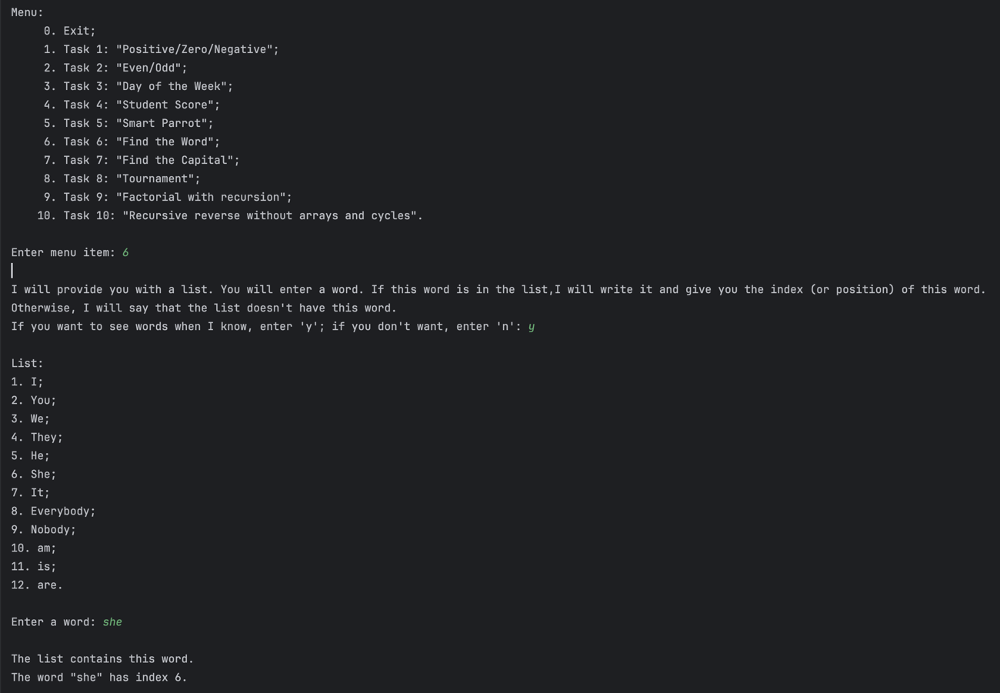 Menu:
0. Exit;
1. Task 1: "Positive/Zero/Negative";
2. Task 2: "Even/Odd";
3. Task 3: "Day of the Week";
4. Task 4: "Student Score";
5. Task 5: "Smart Parrot";
6. Task 6: "Find the Word";
7. Task 7: "Find the Capital";
8. Task 8: "Tournament";
9. Task 9: "Factorial with recursion";
10. Task 10: "Recursive reverse without arrays and cycles".
Enter menu item: 6
I will provide you with a list. You will enter a word. If this word is in the list,I will write it and give you the index (or position) of this word.
Otherwise, I will say that the list doesn't have this word.
If you want to see words when I know, enter 'y'; if you don't want, enter 'n': y
List:
1. I;
2. You;
3. We;
4. They;
5. He;
6. She;
7. It;
8. Everybody;
9. Nobody;
10. am;
11. is;
12. are.
Enter a word: she
The list contains this word.
The word "she" has index 6.